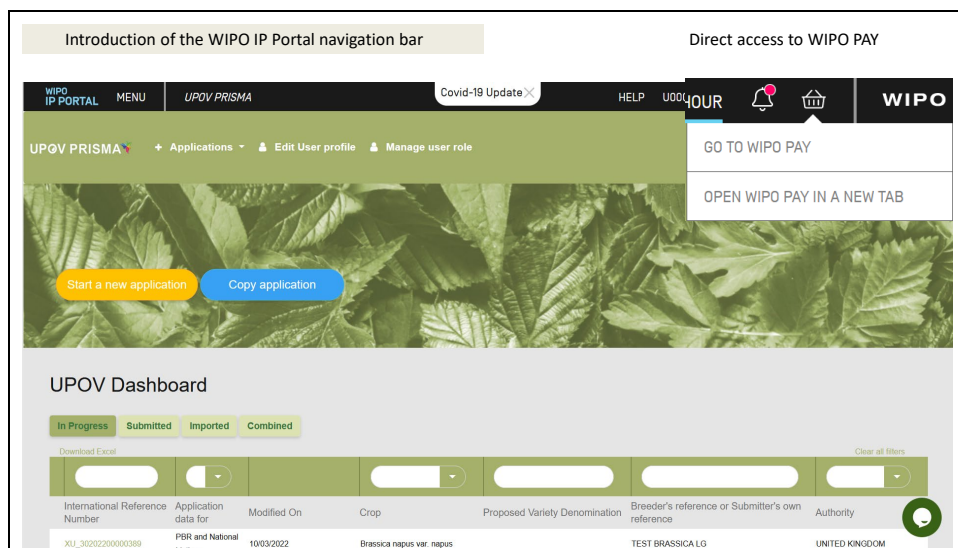 Introduction of the WIPO IP Portal navigation bar
Direct access to WIPO PAY
WIPO
IP PORTAL
MENU
UPOV PRISMA
Covid-19 Update
HELP
HOUR
WIPO
UPOV PRISMA
+ Applications
Edit User profile
Manage user role
GO TO WIPO PAY
OPEN WIPO PAY IN A NEW TAB
Start a new application
Copy application
UPOV Dashboard
In Progress
Submitted
Imported
Combined
Download Excel
Clear all filters
International Reference
Number
Application
data for
Modified On
Crop
Proposed Variety Denomination
Breeder's reference or Submitter's own
reference
Authority
XU_30202200000389
PBR and National
10/03/2022
Brassica napus var. napus
TEST BRASSICA LG
UNITED KINGDOM